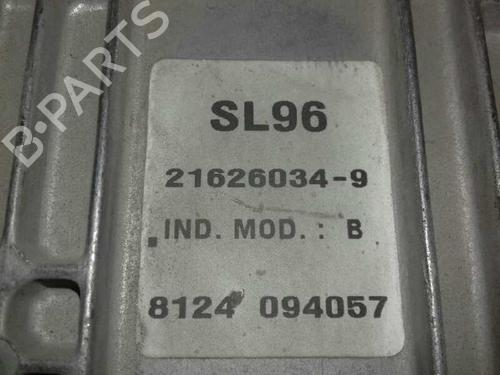 B-PARTS
SL96
21626034-9
IND. MOD. : B
8124 094057